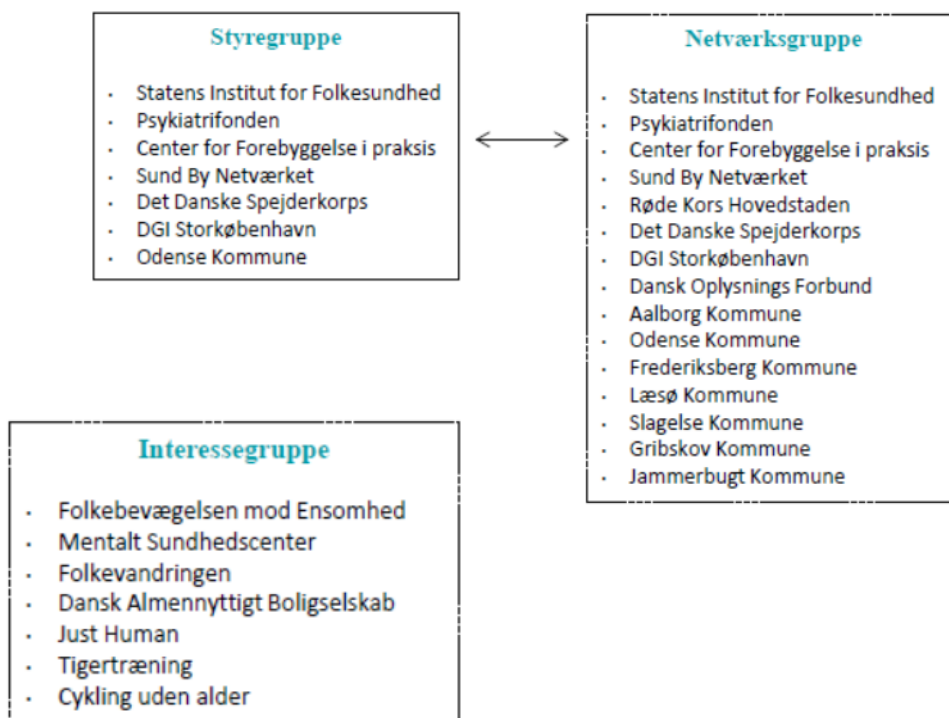 Styregruppe
· Statens Institut for Folkesundhed
· Psykiatrifonden
· Center for Forebyggelse i praksis
· Sund By Netværket
· Det Danske Spejderkorps
· DGI Storkøbenhavn
· Odense Kommune
Netværksgruppe
· Statens Institut for Folkesundhed
· Psykiatrifonden
· Center for Forebyggelse i praksis
· Sund By Netværket
· Røde Kors Hovedstaden
· Det Danske Spejderkorps
· DGI Storkøbenhavn
· Dansk Oplysnings Forbund
· Aalborg Kommune
· Odense Kommune
· Frederiksberg Kommune
· Læsø Kommune
· Slagelse Kommune
· Gribskov Kommune
· Jammerbugt Kommune
Interessegruppe
· Folkebevægelsen mod Ensomhed
· Mentalt Sundhedscenter
· Folkevandringen
· Dansk Almennyttigt Boligselskab
· Just Human
· Tigertræning
· Cykling uden alder